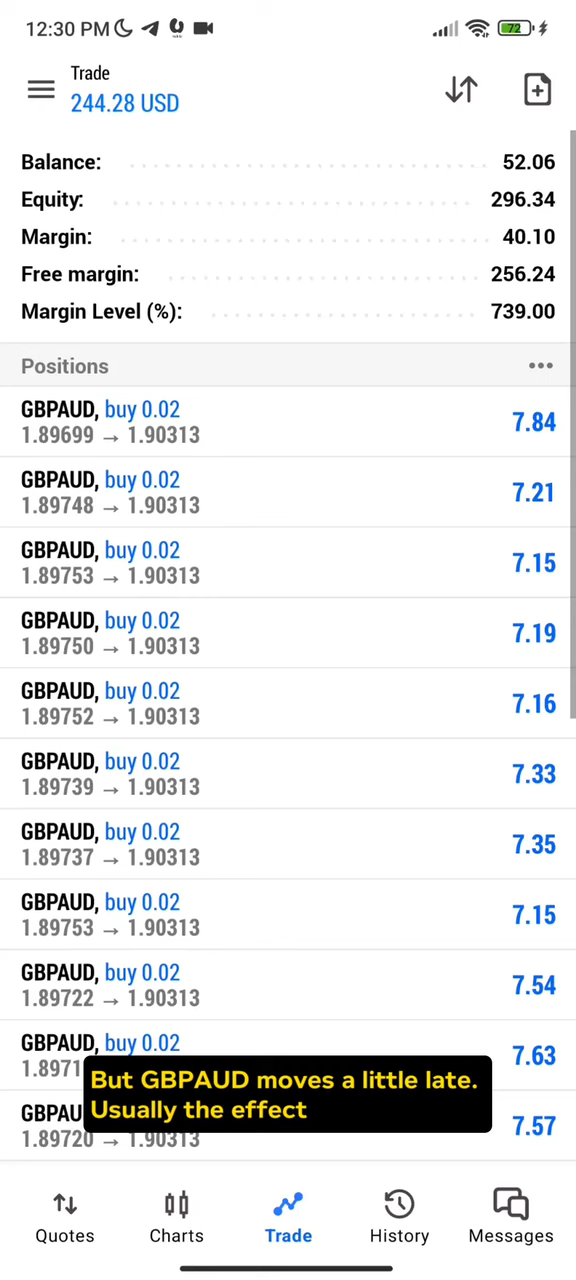 12:30 PM
72
Trade
244.28 USD
Balance: 52.06
Equity: 296.34
Margin: 40.10
Free margin: 256.24
Margin Level (%): 739.00
Positions
GBPAUD, buy 0.02
1.89699 → 1.90313 7.84
GBPAUD, buy 0.02
1.89748 → 1.90313 7.21
GBPAUD, buy 0.02
1.89753 → 1.90313 7.15
GBPAUD, buy 0.02
1.89750 → 1.90313 7.19
GBPAUD, buy 0.02
1.89752 → 1.90313 7.16
GBPAUD, buy 0.02
1.89739 → 1.90313 7.33
GBPAUD, buy 0.02
1.89737 → 1.90313 7.35
GBPAUD, buy 0.02
1.89753 → 1.90313 7.15
GBPAUD, buy 0.02
1.89722 → 1.90313 7.54
GBPAUD, buy 0.02
1.8971 7.63
GBPAU
1.89720 → 1.90313 7.57
But GBPAUD moves a little late.
Usually the effect
Quotes Charts Trade History Messages